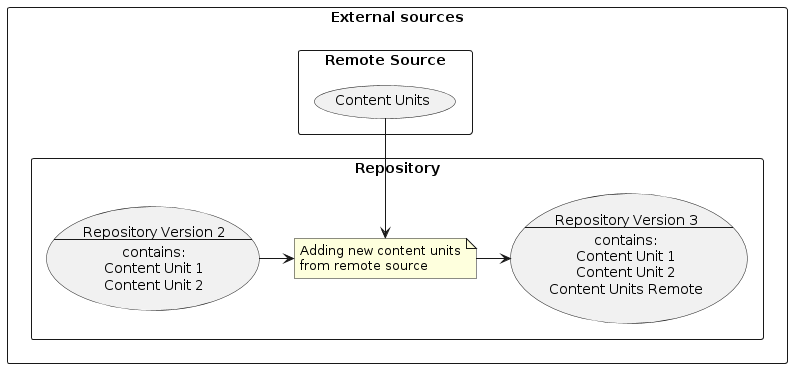 External sources
Remote Source
Content Units
Repository
Repository Version 2
contains:
Content Unit 1
Content Unit 2
Adding new content units
from remote source
Repository Version 3
contains:
Content Unit 1
Content Unit 2
Content Units Remote